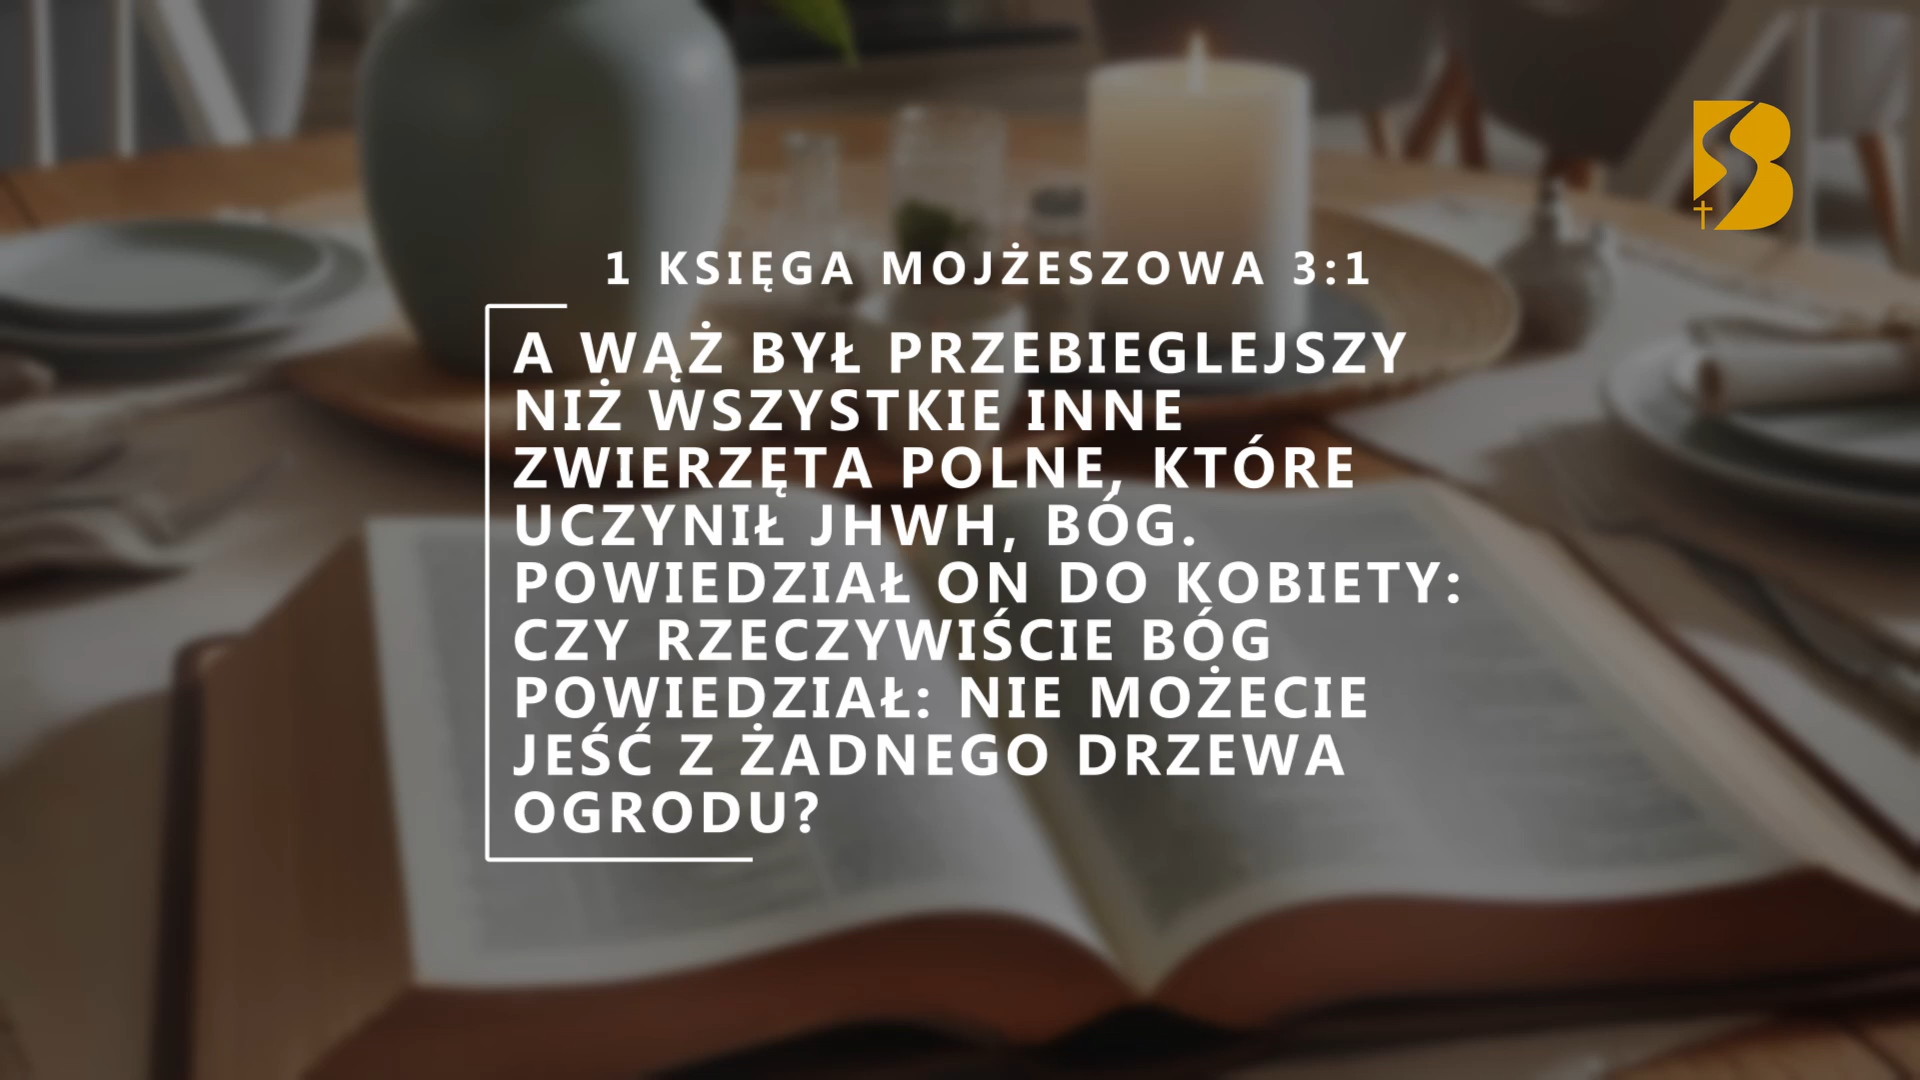 1 KSIĘGA MOJŻESZOWA 3:1
A WĄŻ BYŁ PRZEBIEGLEJSZY
NIŻ WSZYSTKIE INNE
ZWIERZĘTA POLNE, KTÓRE
UCZYNIŁ JHWH, BÓG.
POWIEDZIAŁ ON DO KOBIETY:
CZY RZECZYWIŚCIE BÓG
POWIEDZIAŁ: NIE MOŻECIE
JEŚĆ Z ŻADNEGO DRZEWA
OGRODU?